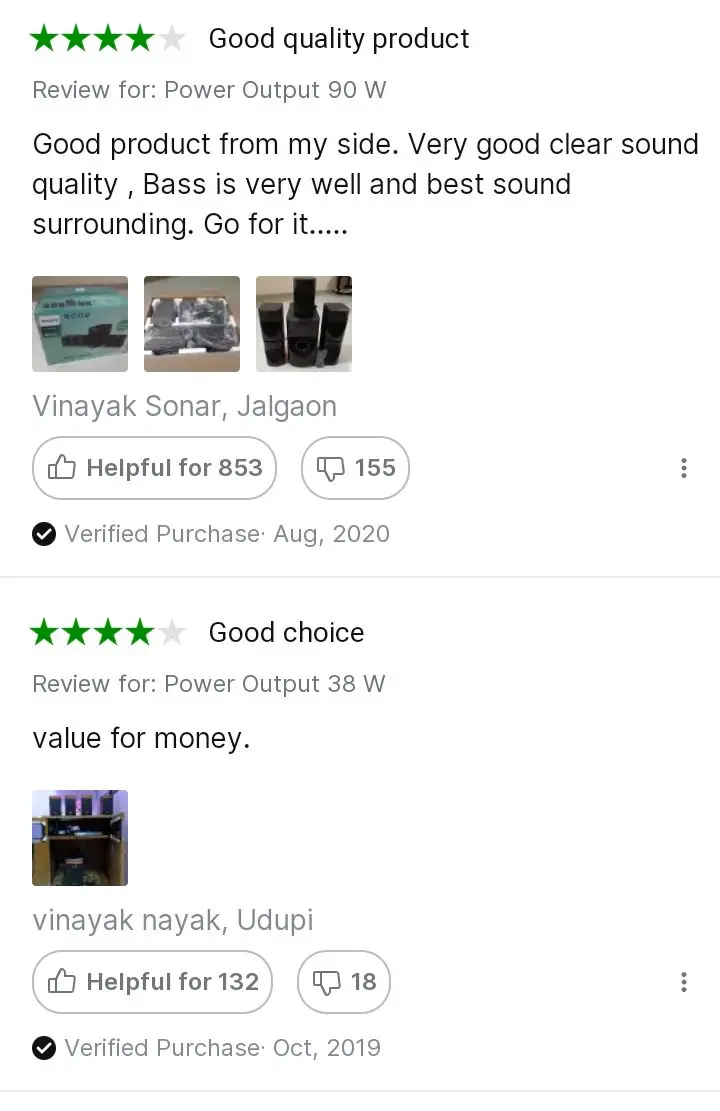 Good quality product
Review for: Power Output 90 W
Good product from my side. Very good clear sound
quality , Bass is very well and best sound
surrounding. Go for it.....
Vinayak Sonar, Jalgaon
Helpful for 853
155
Verified Purchase· Aug, 2020
Good choice
Review for: Power Output 38 W
value for money.
vinayak nayak, Udupi
Helpful for 132
18
Verified Purchase· Oct, 2019